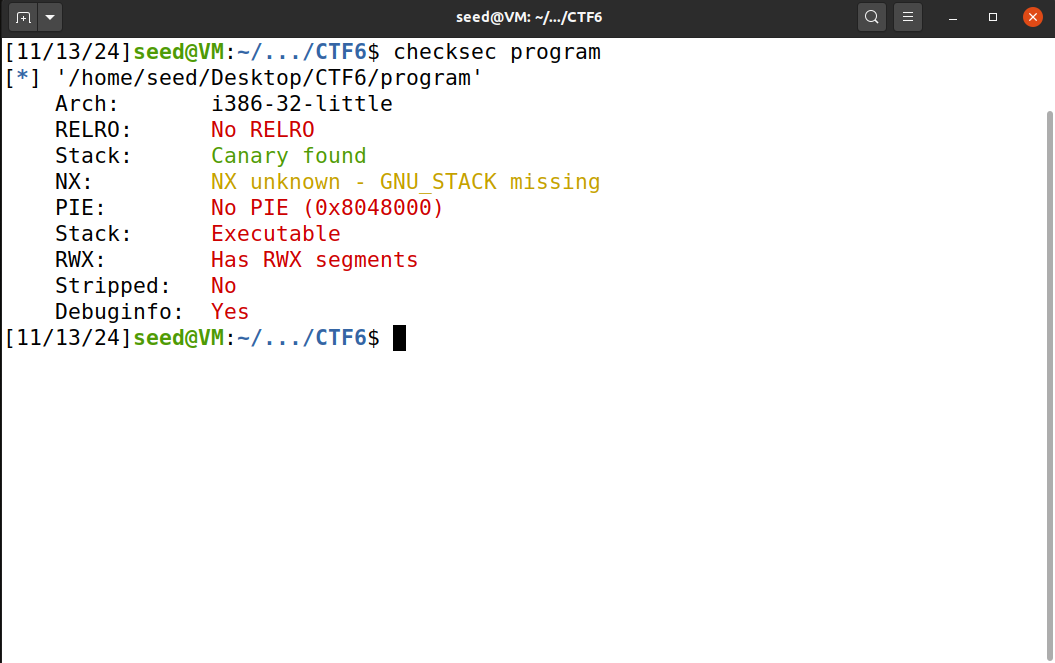 seed@VM: ~/.../CTF6
[11/13/24]seed@VM:~/.../CTF6$ checksec program
[*] '/home/seed/Desktop/CTF6/program'
    Arch:       i386-32-little
    RELRO:      No RELRO
    Stack:      Canary found
    NX:         NX unknown - GNU_STACK missing
    PIE:        No PIE (0x8048000)
    Stack:      Executable
    RWX:        Has RWX segments
    Stripped:   No
    Debuginfo:  Yes
[11/13/24]seed@VM:~/.../CTF6$